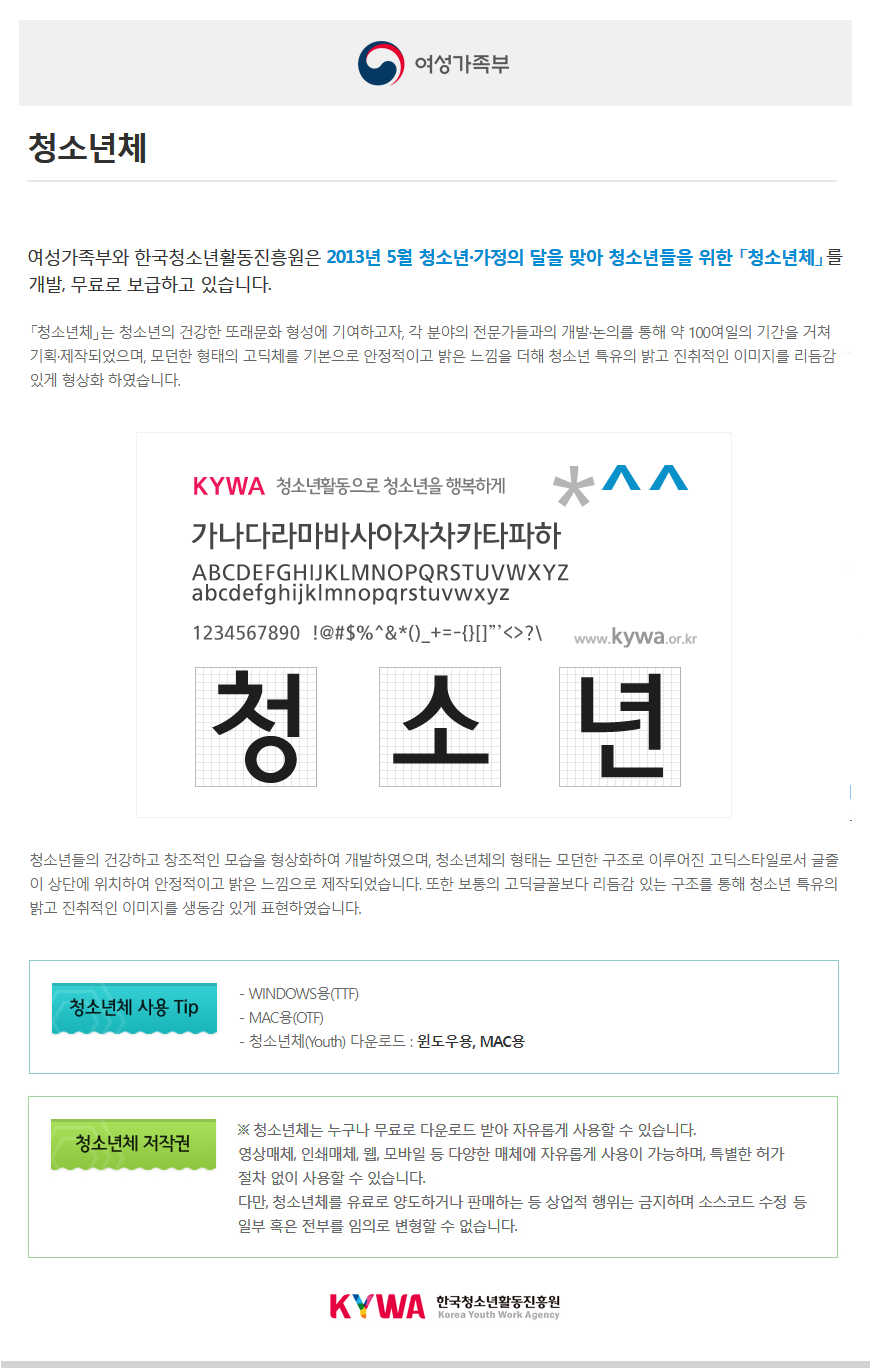 여성가족부
청소년체
여성가족부와 한국청소년활동진흥원은 2013년 5월 청소년·가정의 달을 맞아 청소년들을 위한 「청소년체」를
개발, 무료로 보급하고 있습니다.
「청소년체」는 청소년의 건강한 또래문화 형성에 기여하고자, 각 분야의 전문가들과의 개발·논의를 통해 약 100여일의 기간을 거쳐
기획·제작되었으며, 모던한 형태의 고딕체를 기본으로 안정적이고 밝은 느낌을 더해 청소년 특유의 밝고 진취적인 이미지를 리듬감
있게 형상화 하였습니다.
KYWA 청소년활동으로 청소년을 행복하게 *^^
가나다라마바사아자차카타파하
ABCDEFGHIJKLMNOPQRSTUVWXYZ
abcdefghijklmnopqrstuvwxyz
1234567890 !@#$%^&*()_+=-{}[]”’<>?\ www.kywa.or.kr
청 소 년
청소년들의 건강하고 창조적인 모습을 형상화하여 개발하였으며, 청소년체의 형태는 모던한 구조로 이루어진 고딕스타일로서 글줄
이 상단에 위치하여 안정적이고 밝은 느낌으로 제작되었습니다. 또한 보통의 고딕글꼴보다 리듬감 있는 구조를 통해 청소년 특유의
밝고 진취적인 이미지를 생동감 있게 표현하였습니다.
청소년체 사용 Tip
- WINDOWS용(TTF)
- MAC용(OTF)
- 청소년체(Youth) 다운로드 : 윈도우용, MAC용
청소년체 저작권
※ 청소년체는 누구나 무료로 다운로드 받아 자유롭게 사용할 수 있습니다.
영상매체, 인쇄매체, 웹, 모바일 등 다양한 매체에 자유롭게 사용이 가능하며, 특별한 허가
절차 없이 사용할 수 있습니다.
다만, 청소년체를 유료로 양도하거나 판매하는 등 상업적 행위는 금지하며 소스코드 수정 등
일부 혹은 전부를 임의로 변형할 수 없습니다.
KYWA 한국청소년활동진흥원
Korea Youth Work Agency